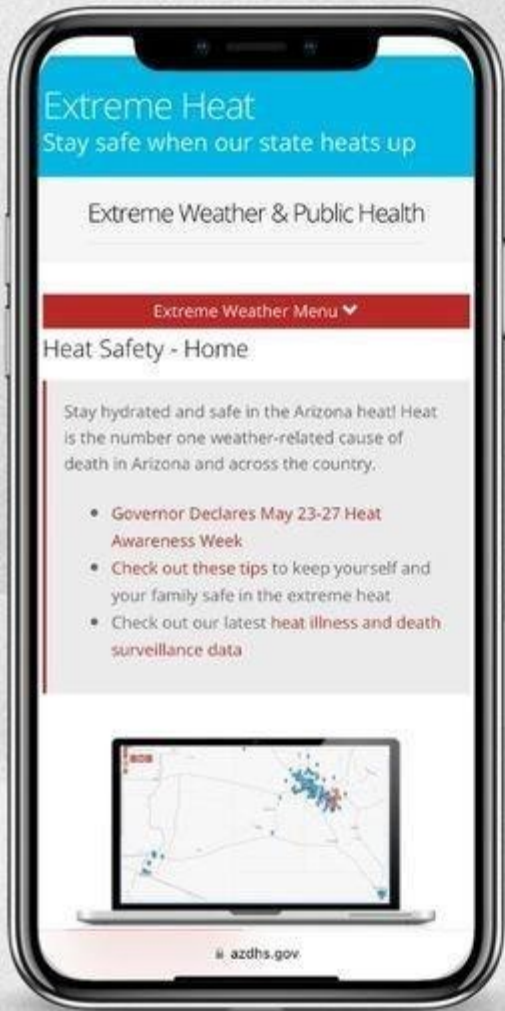 Extreme Heat
Stay safe when our state heats up
Extreme Weather & Public Health
Extreme Weather Menu
Heat Safety - Home
Stay hydrated and safe in the Arizona heat! Heat
is the number one weather-related cause of
death in Arizona and across the country.
• Governor Declares May 23-27 Heat
Awareness Week
• Check out these tips to keep yourself and
your family safe in the extreme heat
• Check out our latest heat illness and death
surveillance data
azdhs.gov